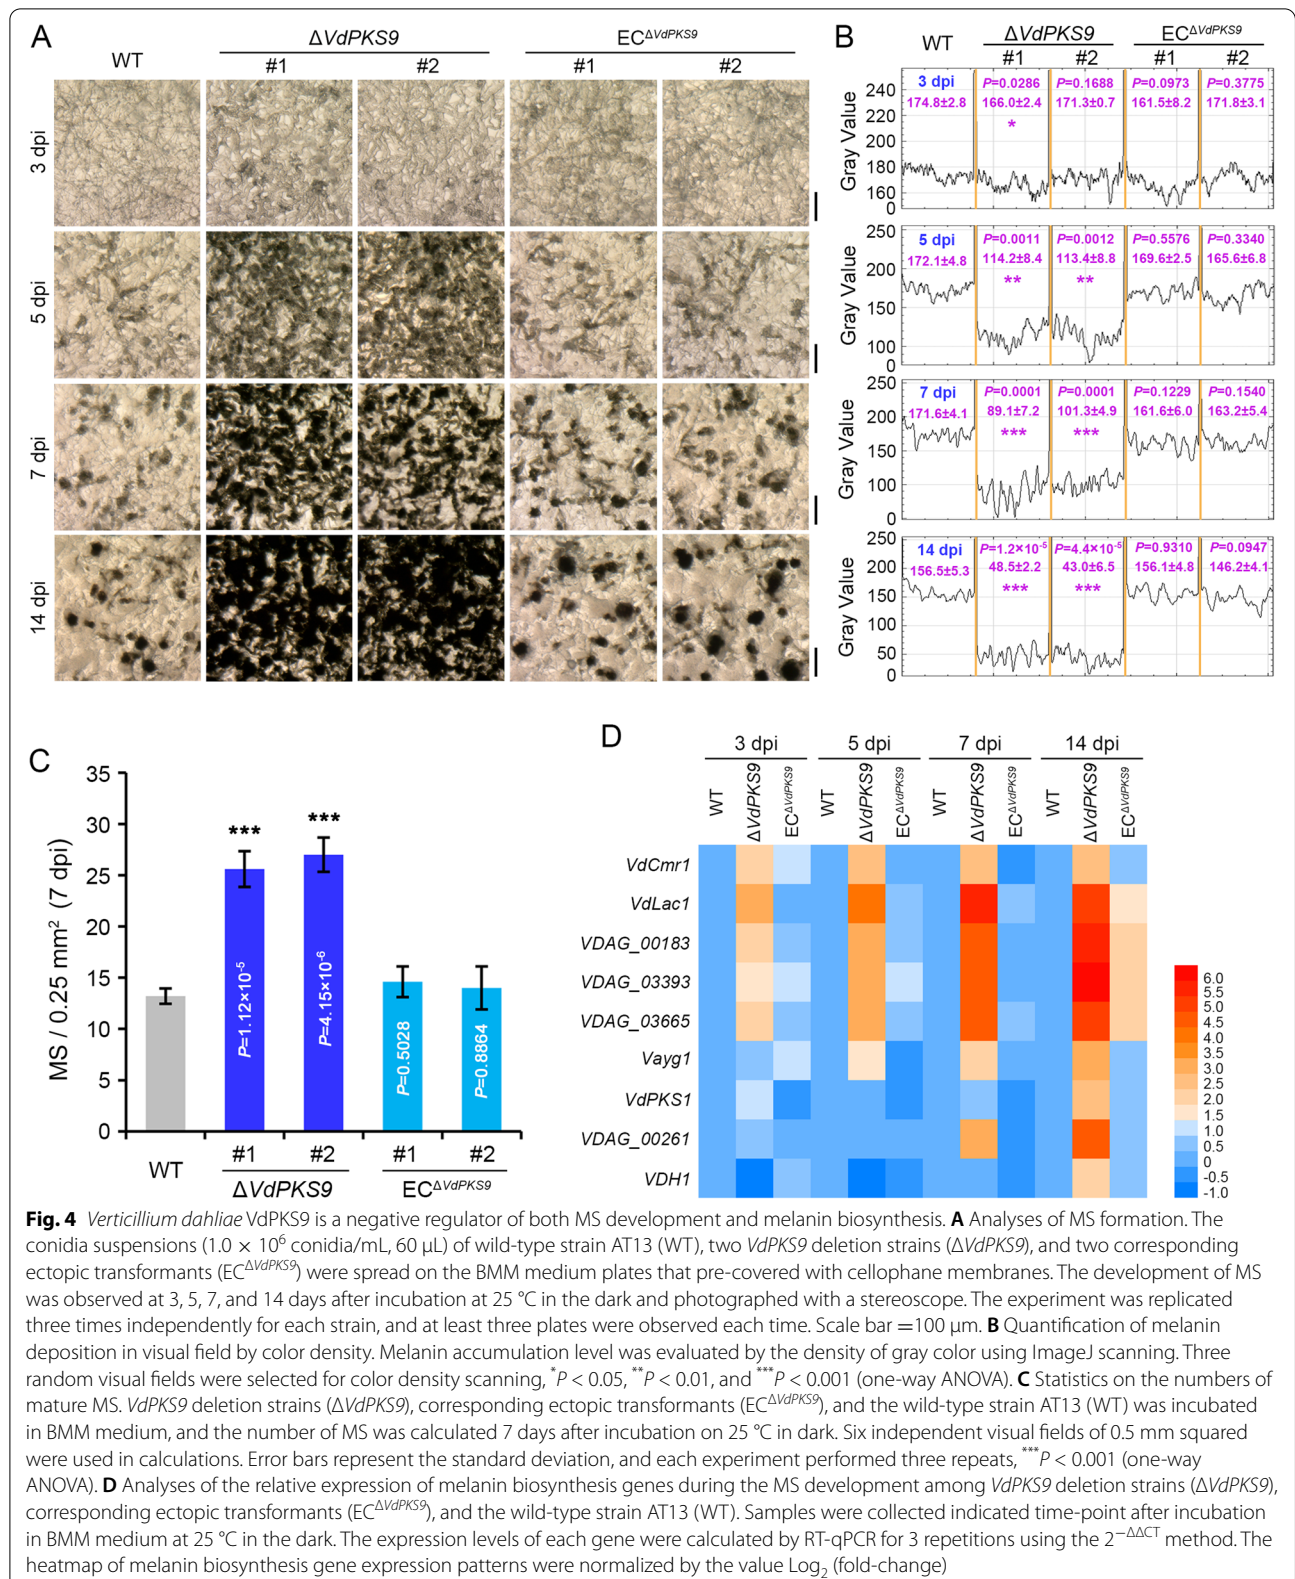 A
WT
ΔVdPKS9
#1 #2
EC^ΔVdPKS9
#1 #2
3 dpi
5 dpi
7 dpi
14 dpi
B
WT
ΔVdPKS9
#1 #2
EC^ΔVdPKS9
#1 #2
Gray Value
240
200
180
160
0
3 dpi P=0.0286 P=0.1688 P=0.0973 P=0.3775
174.8±2.8 166.0±2.4 171.3±0.7 161.5±8.2 171.8±3.1
*
Gray Value
250
200
150
100
0
5 dpi P=0.0011 P=0.0012 P=0.5576 P=0.3340
172.1±4.8 114.2±8.4 113.4±8.8 169.6±2.5 165.6±6.8
** **
Gray Value
250
200
150
100
0
7 dpi P=0.0001 P=0.0001 P=0.1229 P=0.1540
171.6±4.1 89.1±7.2 101.3±4.9 161.6±6.0 163.2±5.4
*** ***
Gray Value
250
200
150
100
50
0
14 dpi P=1.2×10⁻⁵ P=4.4×10⁻⁵ P=0.9310 P=0.0947
156.5±5.3 48.5±2.2 43.0±6.5 156.1±4.8 146.2±4.1
*** ***
C
MS / 0.25 mm² (7 dpi)
35
30
25
20
15
10
5
0
*** ***
P=1.12×10⁻⁵
P=4.15×10⁻⁶
P=0.5028
P=0.8864
WT #1 #2 #1 #2
ΔVdPKS9 EC^ΔVdPKS9
D
3 dpi 5 dpi 7 dpi 14 dpi
WT ΔVdPKS9 EC^ΔVdPKS9 WT ΔVdPKS9 EC^ΔVdPKS9 WT ΔVdPKS9 EC^ΔVdPKS9 WT ΔVdPKS9 EC^ΔVdPKS9
VdCmr1
VdLac1
VDAG_00183
VDAG_03393
VDAG_03665
Vayg1
VdPKS1
VDAG_00261
VDH1
6.0
5.5
5.0
4.5
4.0
3.0
2.5
2.0
1.5
1.0
0.5
0
-0.5
-1.0
Fig. 4 Verticillium dahliae VdPKS9 is a negative regulator of both MS development and melanin biosynthesis. A Analyses of MS formation. The
conidia suspensions (1.0 × 10⁶ conidia/mL, 60 μL) of wild-type strain AT13 (WT), two VdPKS9 deletion strains (ΔVdPKS9), and two corresponding
ectopic transformants (EC^ΔVdPKS9) were spread on the BMM medium plates that pre-covered with cellophane membranes. The development of MS
was observed at 3, 5, 7, and 14 days after incubation at 25 °C in the dark and photographed with a stereoscope. The experiment was replicated
three times independently for each strain, and at least three plates were observed each time. Scale bar = 100 μm. B Quantification of melanin
deposition in visual field by color density. Melanin accumulation level was evaluated by the density of gray color using ImageJ scanning. Three
random visual fields were selected for color density scanning, *P < 0.05, **P < 0.01, and ***P < 0.001 (one-way ANOVA). C Statistics on the numbers of
mature MS. VdPKS9 deletion strains (ΔVdPKS9), corresponding ectopic transformants (EC^ΔVdPKS9), and the wild-type strain AT13 (WT) was incubated
in BMM medium, and the number of MS was calculated 7 days after incubation on 25 °C in dark. Six independent visual fields of 0.5 mm squared
were used in calculations. Error bars represent the standard deviation, and each experiment performed three repeats, ***P < 0.001 (one-way
ANOVA). D Analyses of the relative expression of melanin biosynthesis genes during the MS development among VdPKS9 deletion strains (ΔVdPKS9),
corresponding ectopic transformants (EC^ΔVdPKS9), and the wild-type strain AT13 (WT). Samples were collected indicated time-point after incubation
in BMM medium at 25 °C in the dark. The expression levels of each gene were calculated by RT-qPCR for 3 repetitions using the 2^−ΔΔCT method. The
heatmap of melanin biosynthesis gene expression patterns were normalized by the value Log₂ (fold-change)